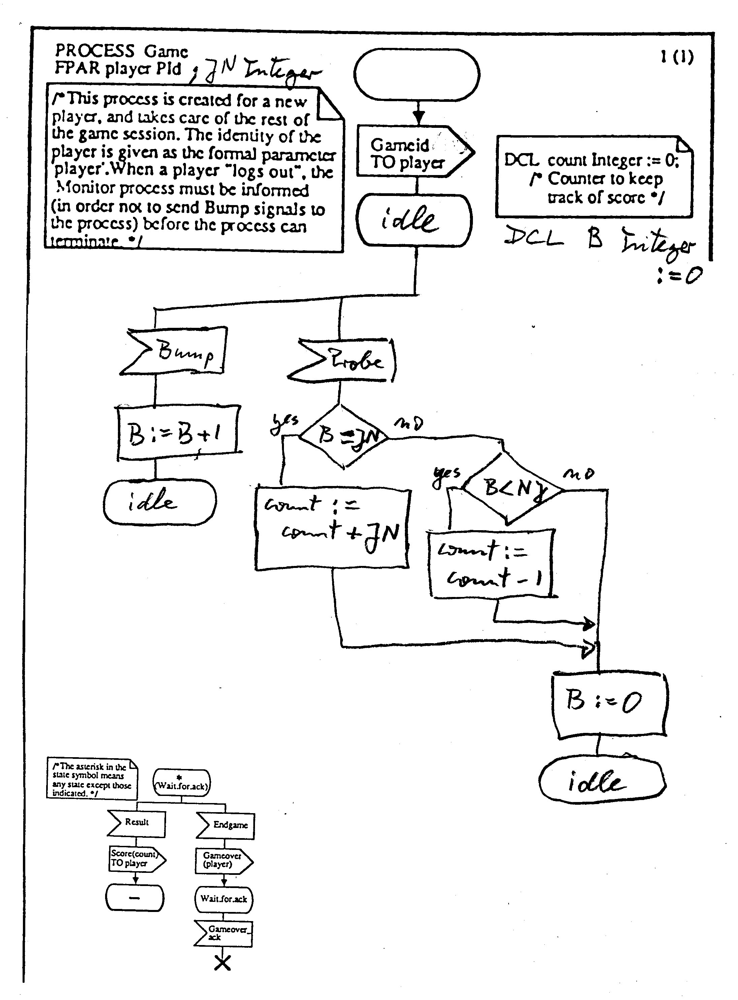 PROCESS Game
FPAR player PId ; JN Integer
1 (1)
/* This process is created for a new
player, and takes care of the rest of
the game session. The identity of the
player is given as the formal parameter
'player'. When a player "logs out", the
Monitor process must be informed
(in order not to send Bump signals to
the process) before the process can
terminate. */
Gameid
TO player
DCL count Integer := 0;
/* Counter to keep
track of score */
DCL B Integer
:= 0
idle
Bump
Probe
B := B + 1
idle
yes
B = JN
no
yes
B < NJ
no
count :=
count + JN
count :=
count - 1
B := 0
idle
/* The asterisk in the
state symbol means
any state except those
indicated. */
*
(Wait.for.ack)
Result
Endgame
Score(count)
TO player
Gameover
(player)
-
Wait.for.ack
Gameover_
ack